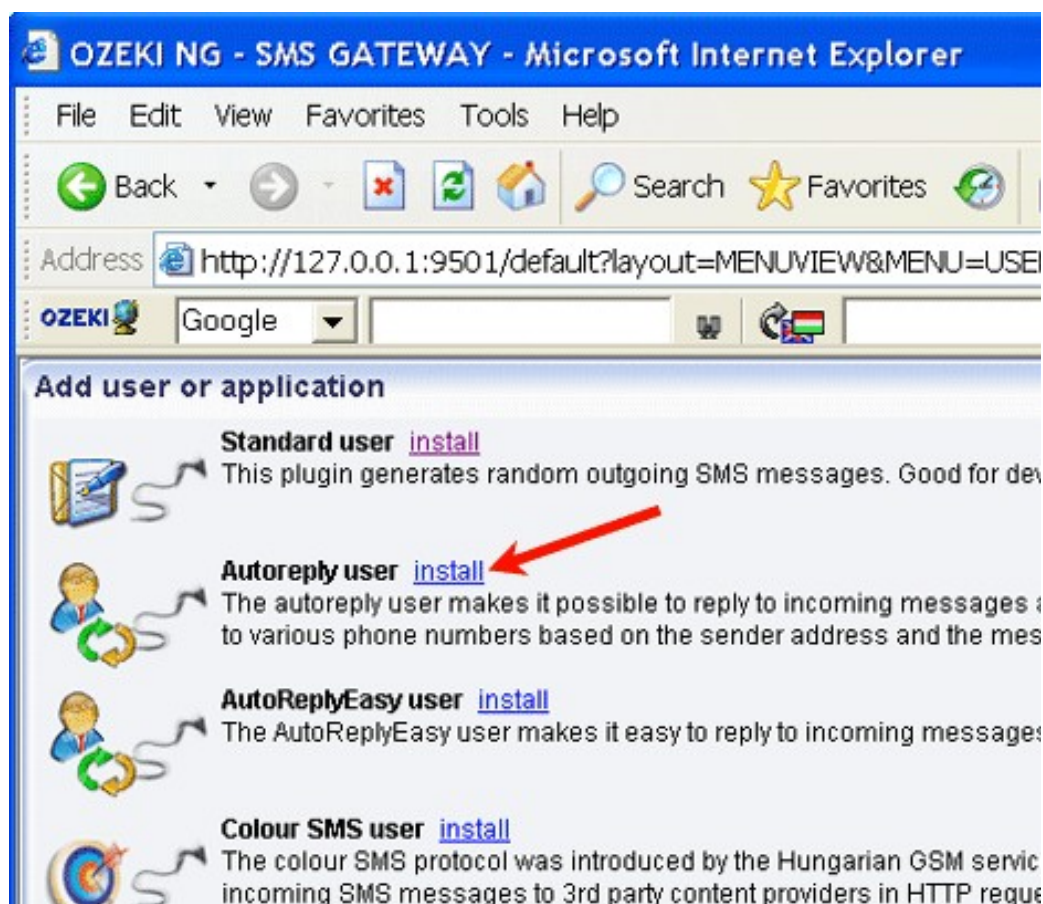 OZEKI NG - SMS GATEWAY - Microsoft Internet Explorer
File Edit View Favorites Tools Help
Back Search Favorites
Address http://127.0.0.1:9501/default?layout=MENUVIEW&MENU=USE
OZEKI Google
Add user or application
Standard user install
This plugin generates random outgoing SMS messages. Good for dev
Autoreply user install
The autoreply user makes it possible to reply to incoming messages a
to various phone numbers based on the sender address and the mes
AutoReplyEasy user install
The AutoReplyEasy user makes it easy to reply to incoming messages
Colour SMS user install
The colour SMS protocol was introduced by the Hungarian GSM servic
incoming SMS messages to 3rd party content providers in HTTP reque